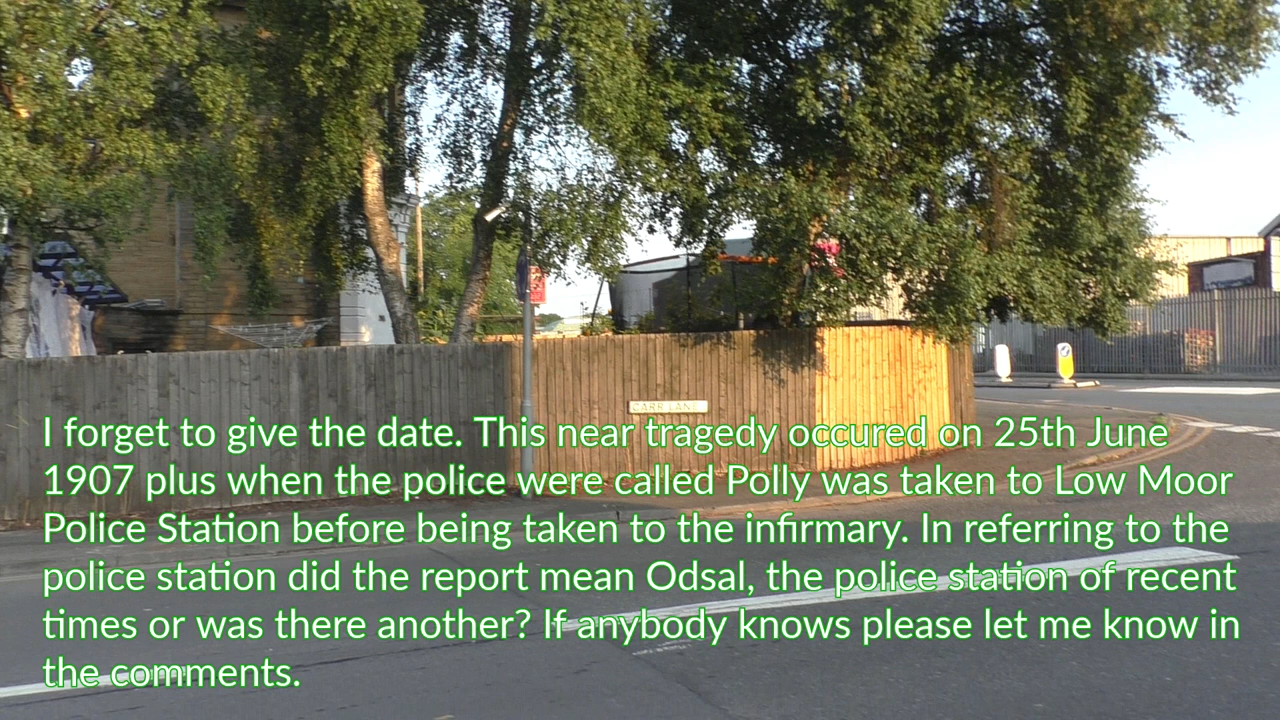 CARR LANE
I forget to give the date. This near tragedy occured on 25th June
1907 plus when the police were called Polly was taken to Low Moor
Police Station before being taken to the infirmary. In referring to the
police station did the report mean Odsal, the police station of recent
times or was there another? If anybody knows please let me know in
the comments.